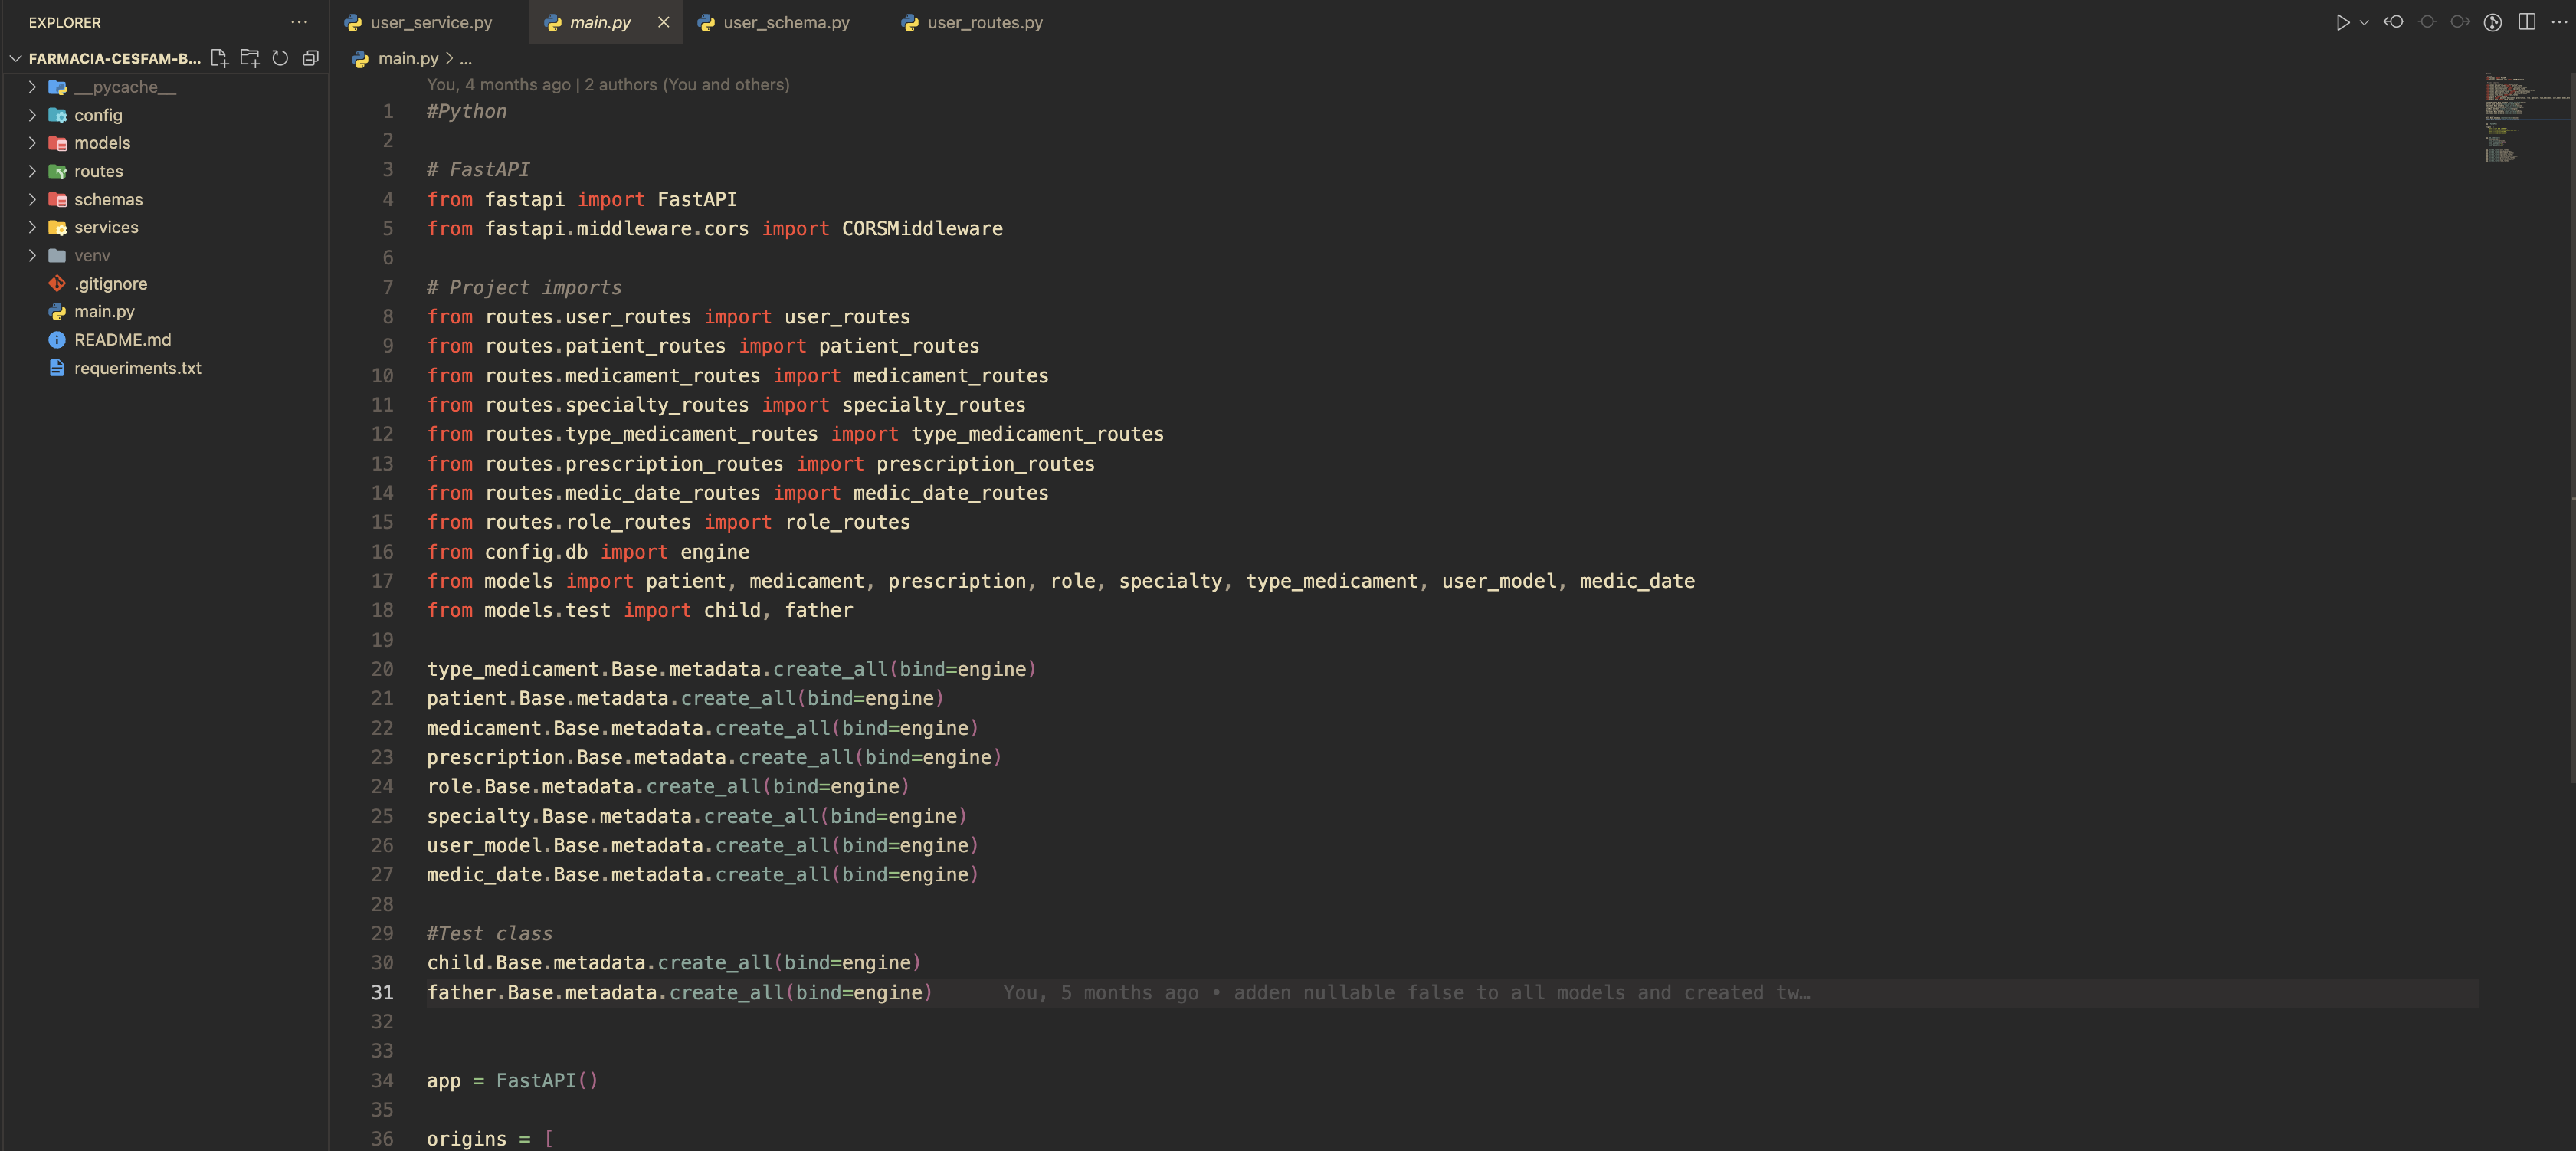 EXPLORER
FARMACIA-CESFAM-B...
__pycache__
config
models
routes
schemas
services
venv
.gitignore
main.py
README.md
requeriments.txt
user_service.py
main.py
user_schema.py
user_routes.py
main.py > ...
You, 4 months ago | 2 authors (You and others)
1 #Python
2
3 # FastAPI
4 from fastapi import FastAPI
5 from fastapi.middleware.cors import CORSMiddleware
6
7 # Project imports
8 from routes.user_routes import user_routes
9 from routes.patient_routes import patient_routes
10 from routes.medicament_routes import medicament_routes
11 from routes.specialty_routes import specialty_routes
12 from routes.type_medicament_routes import type_medicament_routes
13 from routes.prescription_routes import prescription_routes
14 from routes.medic_date_routes import medic_date_routes
15 from routes.role_routes import role_routes
16 from config.db import engine
17 from models import patient, medicament, prescription, role, specialty, type_medicament, user_model, medic_date
18 from models.test import child, father
19
20 type_medicament.Base.metadata.create_all(bind=engine)
21 patient.Base.metadata.create_all(bind=engine)
22 medicament.Base.metadata.create_all(bind=engine)
23 prescription.Base.metadata.create_all(bind=engine)
24 role.Base.metadata.create_all(bind=engine)
25 specialty.Base.metadata.create_all(bind=engine)
26 user_model.Base.metadata.create_all(bind=engine)
27 medic_date.Base.metadata.create_all(bind=engine)
28
29 #Test class
30 child.Base.metadata.create_all(bind=engine)
31 father.Base.metadata.create_all(bind=engine) You, 5 months ago • adden nullable false to all models and created tw…
32
33
34 app = FastAPI()
35
36 origins = [